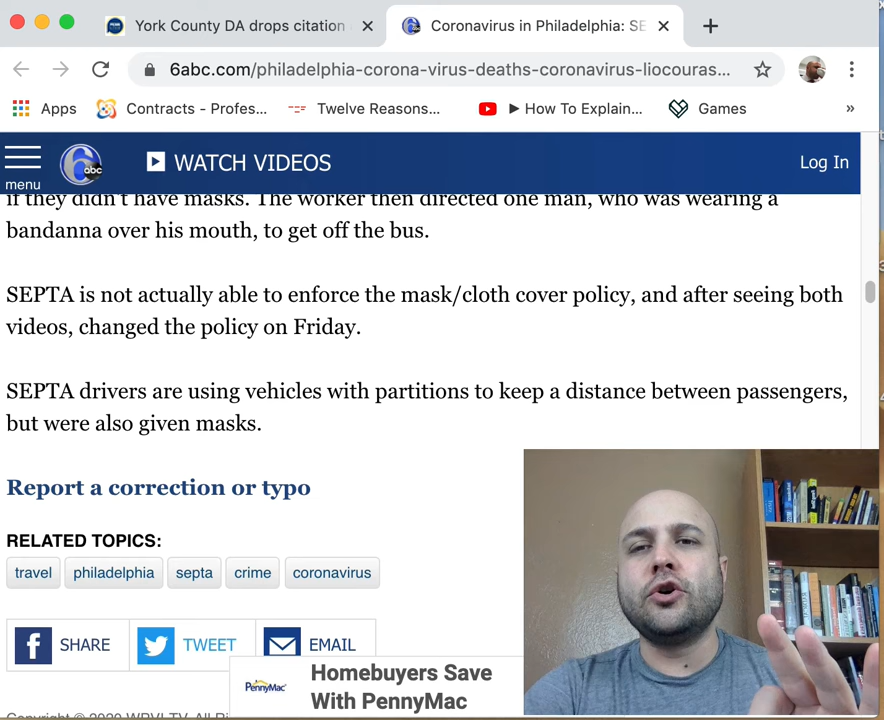 York County DA drops citation
Coronavirus in Philadelphia: SE
6abc.com/philadelphia-corona-virus-deaths-coronavirus-liocouras...
Apps
Contracts - Profes...
Twelve Reasons...
► How To Explain...
Games
»
menu
6 abc
WATCH VIDEOS
Log In
if they didn't have masks. The worker then directed one man, who was wearing a
bandanna over his mouth, to get off the bus.
SEPTA is not actually able to enforce the mask/cloth cover policy, and after seeing both
videos, changed the policy on Friday.
SEPTA drivers are using vehicles with partitions to keep a distance between passengers,
but were also given masks.
Report a correction or typo
RELATED TOPICS:
travel
philadelphia
septa
crime
coronavirus
SHARE
TWEET
EMAIL
PennyMac
Homebuyers Save
With PennyMac
Copyright © 2020 WPVI-TV. All Ri